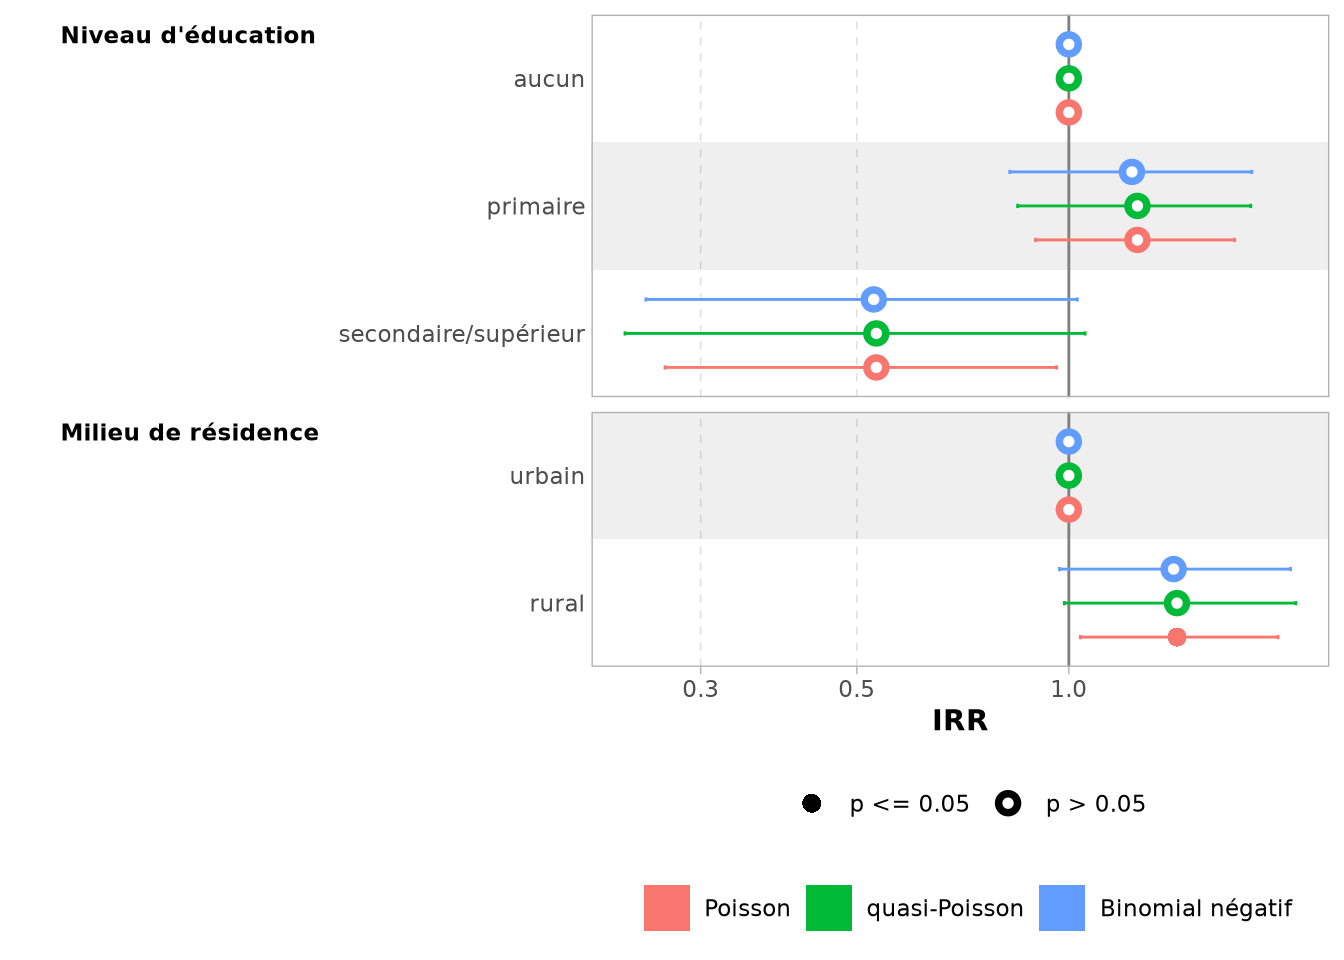 Niveau d'éducation
aucun
primaire
secondaire/supérieur
Milieu de résidence
urbain
rural
0.3 0.5 1.0
IRR
p <= 0.05 p > 0.05
Poisson quasi-Poisson Binomial négatif